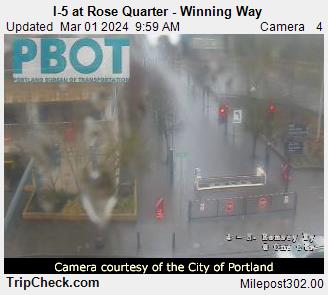 I-5 at Rose Quarter - Winning Way
Updated Mar 01 2024 9:59 AM Camera 4
PBOT
PORTLAND BUREAU OF TRANSPORTATION
Camera courtesy of the City of Portland
TripCheck.com Milepost302.00